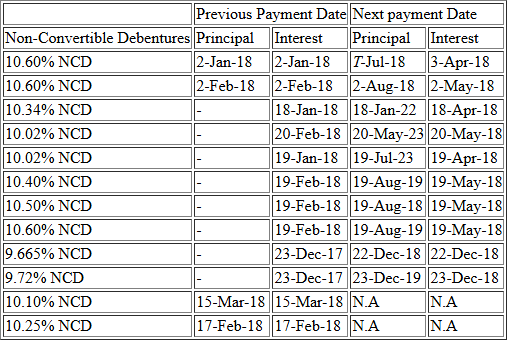 Previous Payment Date Next payment Date
Non-Convertible Debentures Principal Interest Principal Interest
10.60% NCD 2-Jan-18 2-Jan-18 7-Jul-18 3-Apr-18
10.60% NCD 2-Feb-18 2-Feb-18 2-Aug-18 2-May-18
10.34% NCD - 18-Jan-18 18-Jan-22 18-Apr-18
10.02% NCD - 20-Feb-18 20-May-23 20-May-18
10.02% NCD - 19-Jan-18 19-Jul-23 19-Apr-18
10.40% NCD - 19-Feb-18 19-Aug-19 19-May-18
10.50% NCD - 19-Feb-18 19-Aug-19 19-May-18
10.60% NCD - 19-Feb-18 19-Aug-19 19-May-18
9.665% NCD - 23-Dec-17 22-Dec-18 22-Dec-18
9.72% NCD - 23-Dec-17 23-Dec-19 23-Dec-18
10.10% NCD 15-Mar-18 15-Mar-18 N.A N.A
10.25% NCD 17-Feb-18 17-Feb-18 N.A N.A